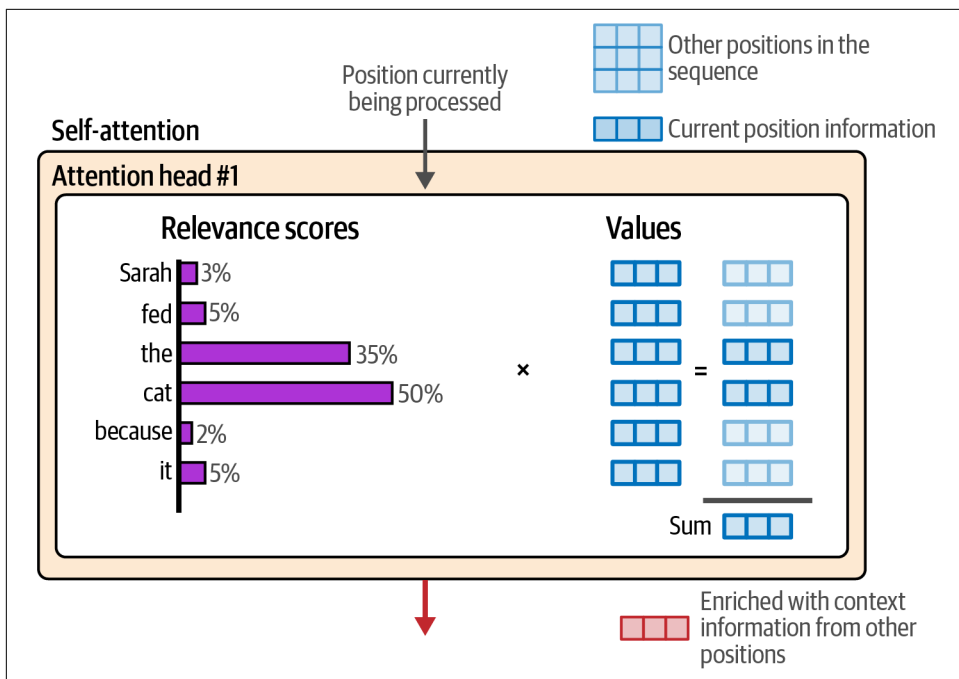 Other positions in the
sequence
Position currently
being processed
Current position information
Self-attention
Attention head #1
Relevance scores
Values
Sarah 3%
fed 5%
the 35%
cat 50%
because 2%
it 5%
×
=
Sum
Enriched with context
information from other
positions